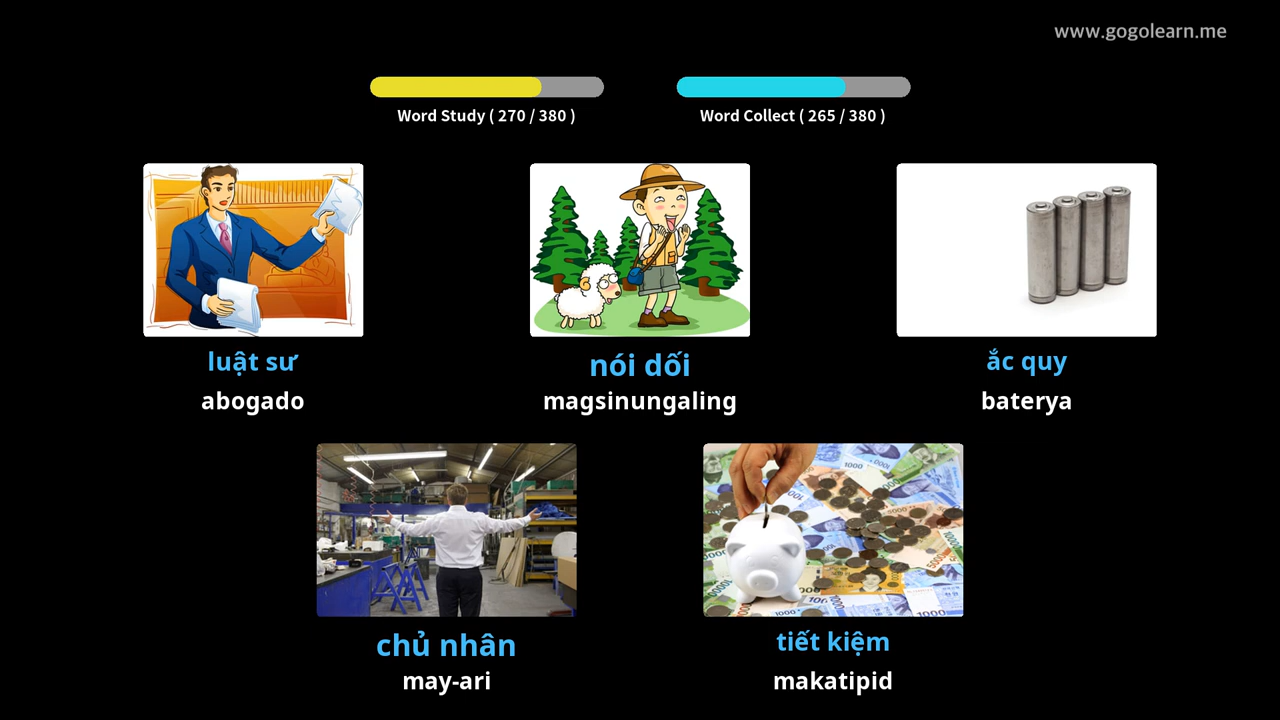 www.gogolearn.me
Word Study ( 270 / 380 )
Word Collect ( 265 / 380 )
luật sư
abogado
nói dối
magsinungaling
ắc quy
baterya
chủ nhân
may-ari
tiết kiệm
makatipid